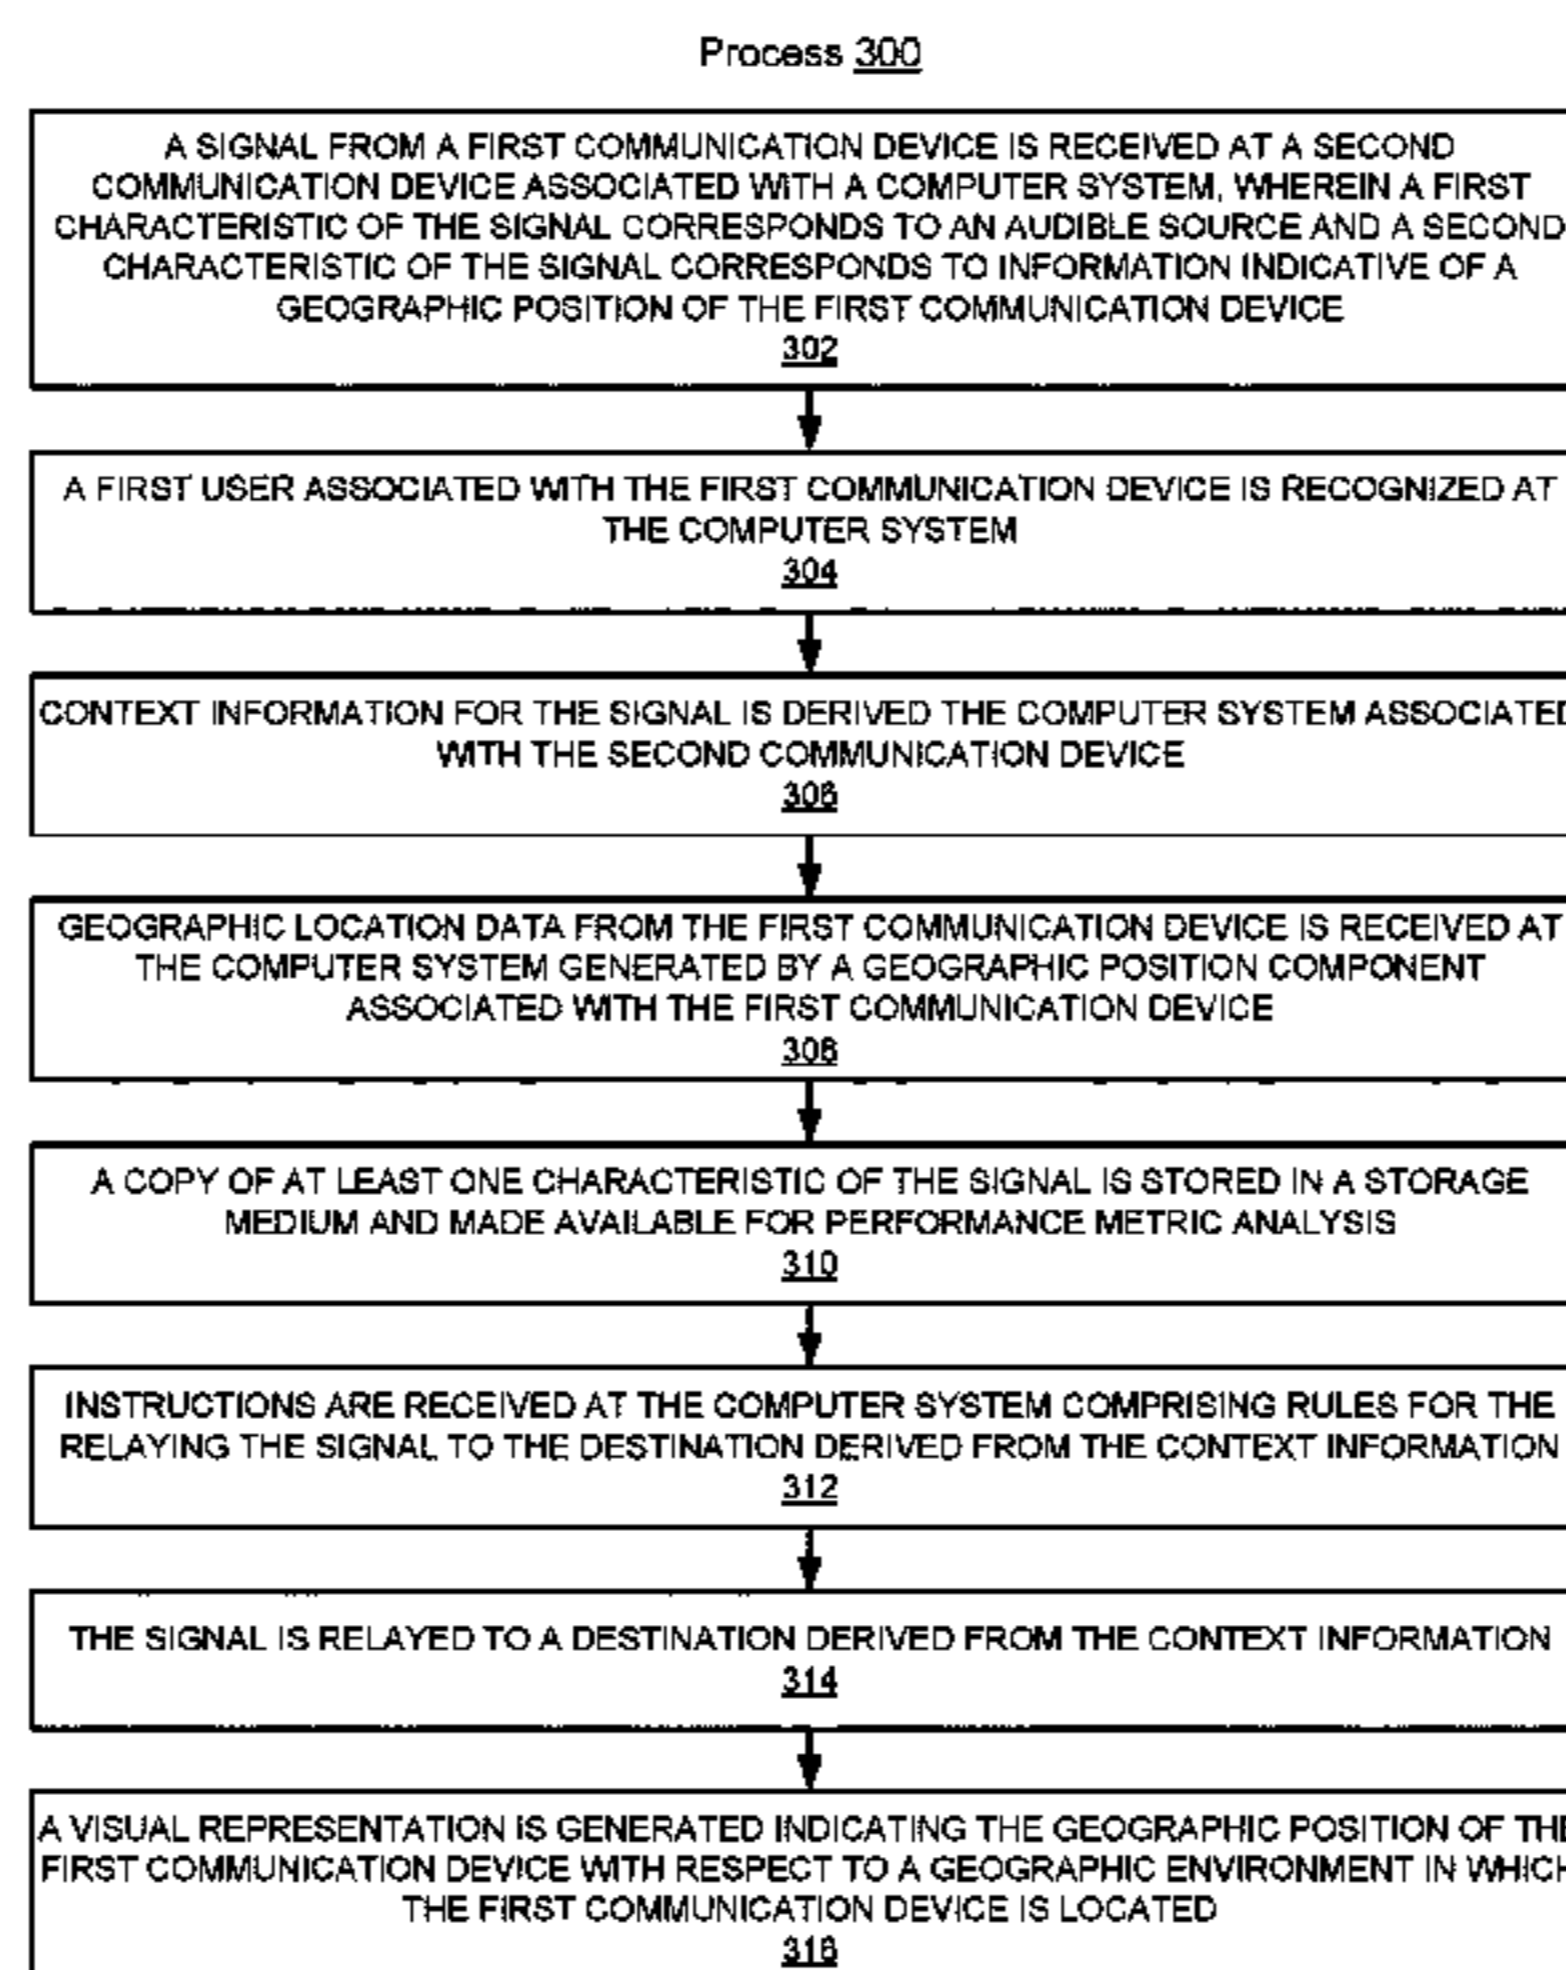 Process 300
A SIGNAL FROM A FIRST COMMUNICATION DEVICE IS RECEIVED AT A SECOND
COMMUNICATION DEVICE ASSOCIATED WITH A COMPUTER SYSTEM, WHEREIN A FIRST
CHARACTERISTIC OF THE SIGNAL CORRESPONDS TO AN AUDIBLE SOURCE AND A SECOND
CHARACTERISTIC OF THE SIGNAL CORRESPONDS TO INFORMATION INDICATIVE OF A
GEOGRAPHIC POSITION OF THE FIRST COMMUNICATION DEVICE
302
A FIRST USER ASSOCIATED WITH THE FIRST COMMUNICATION DEVICE IS RECOGNIZED AT
THE COMPUTER SYSTEM
304
CONTEXT INFORMATION FOR THE SIGNAL IS DERIVED THE COMPUTER SYSTEM ASSOCIATED
WITH THE SECOND COMMUNICATION DEVICE
306
GEOGRAPHIC LOCATION DATA FROM THE FIRST COMMUNICATION DEVICE IS RECEIVED AT
THE COMPUTER SYSTEM GENERATED BY A GEOGRAPHIC POSITION COMPONENT
ASSOCIATED WITH THE FIRST COMMUNICATION DEVICE
308
A COPY OF AT LEAST ONE CHARACTERISTIC OF THE SIGNAL IS STORED IN A STORAGE
MEDIUM AND MADE AVAILABLE FOR PERFORMANCE METRIC ANALYSIS
310
INSTRUCTIONS ARE RECEIVED AT THE COMPUTER SYSTEM COMPRISING RULES FOR THE
RELAYING THE SIGNAL TO THE DESTINATION DERIVED FROM THE CONTEXT INFORMATION
312
THE SIGNAL IS RELAYED TO A DESTINATION DERIVED FROM THE CONTEXT INFORMATION
314
A VISUAL REPRESENTATION IS GENERATED INDICATING THE GEOGRAPHIC POSITION OF THE
FIRST COMMUNICATION DEVICE WITH RESPECT TO A GEOGRAPHIC ENVIRONMENT IN WHICH
THE FIRST COMMUNICATION DEVICE IS LOCATED
316